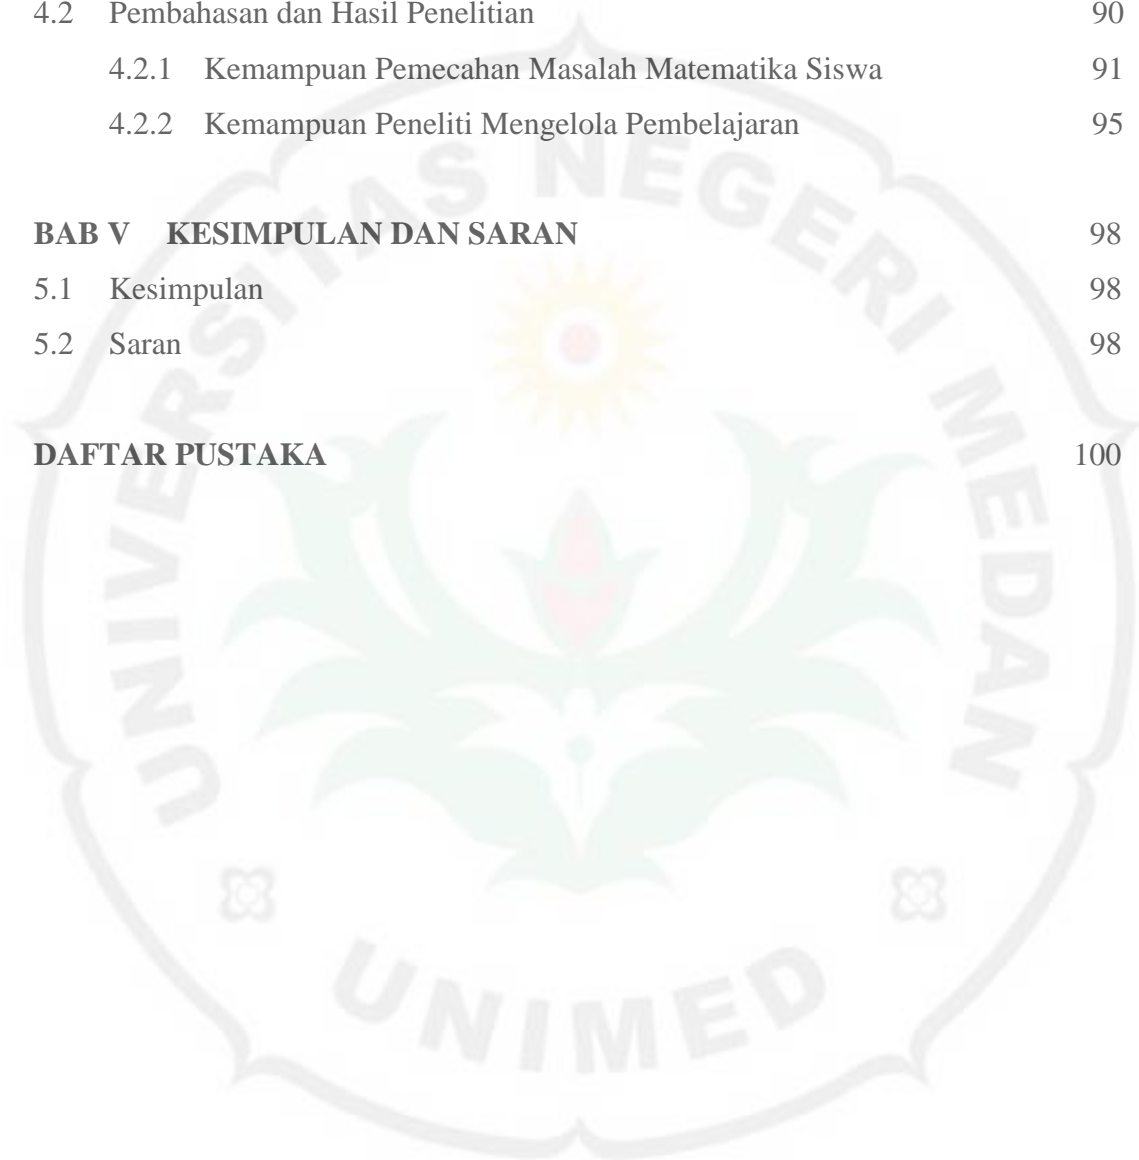 4.2 Pembahasan dan Hasil Penelitian 90
4.2.1 Kemampuan Pemecahan Masalah Matematika Siswa 91
4.2.2 Kemampuan Peneliti Mengelola Pembelajaran 95
BAB V KESIMPULAN DAN SARAN 98
5.1 Kesimpulan 98
5.2 Saran 98
DAFTAR PUSTAKA 100
UNIVERSITAS NEGERI MEDAN
UNIMED